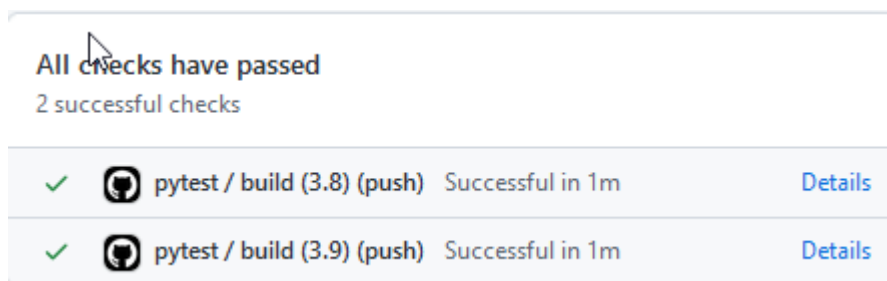 All checks have passed
2 successful checks
pytest / build (3.8) (push) Successful in 1m Details
pytest / build (3.9) (push) Successful in 1m Details